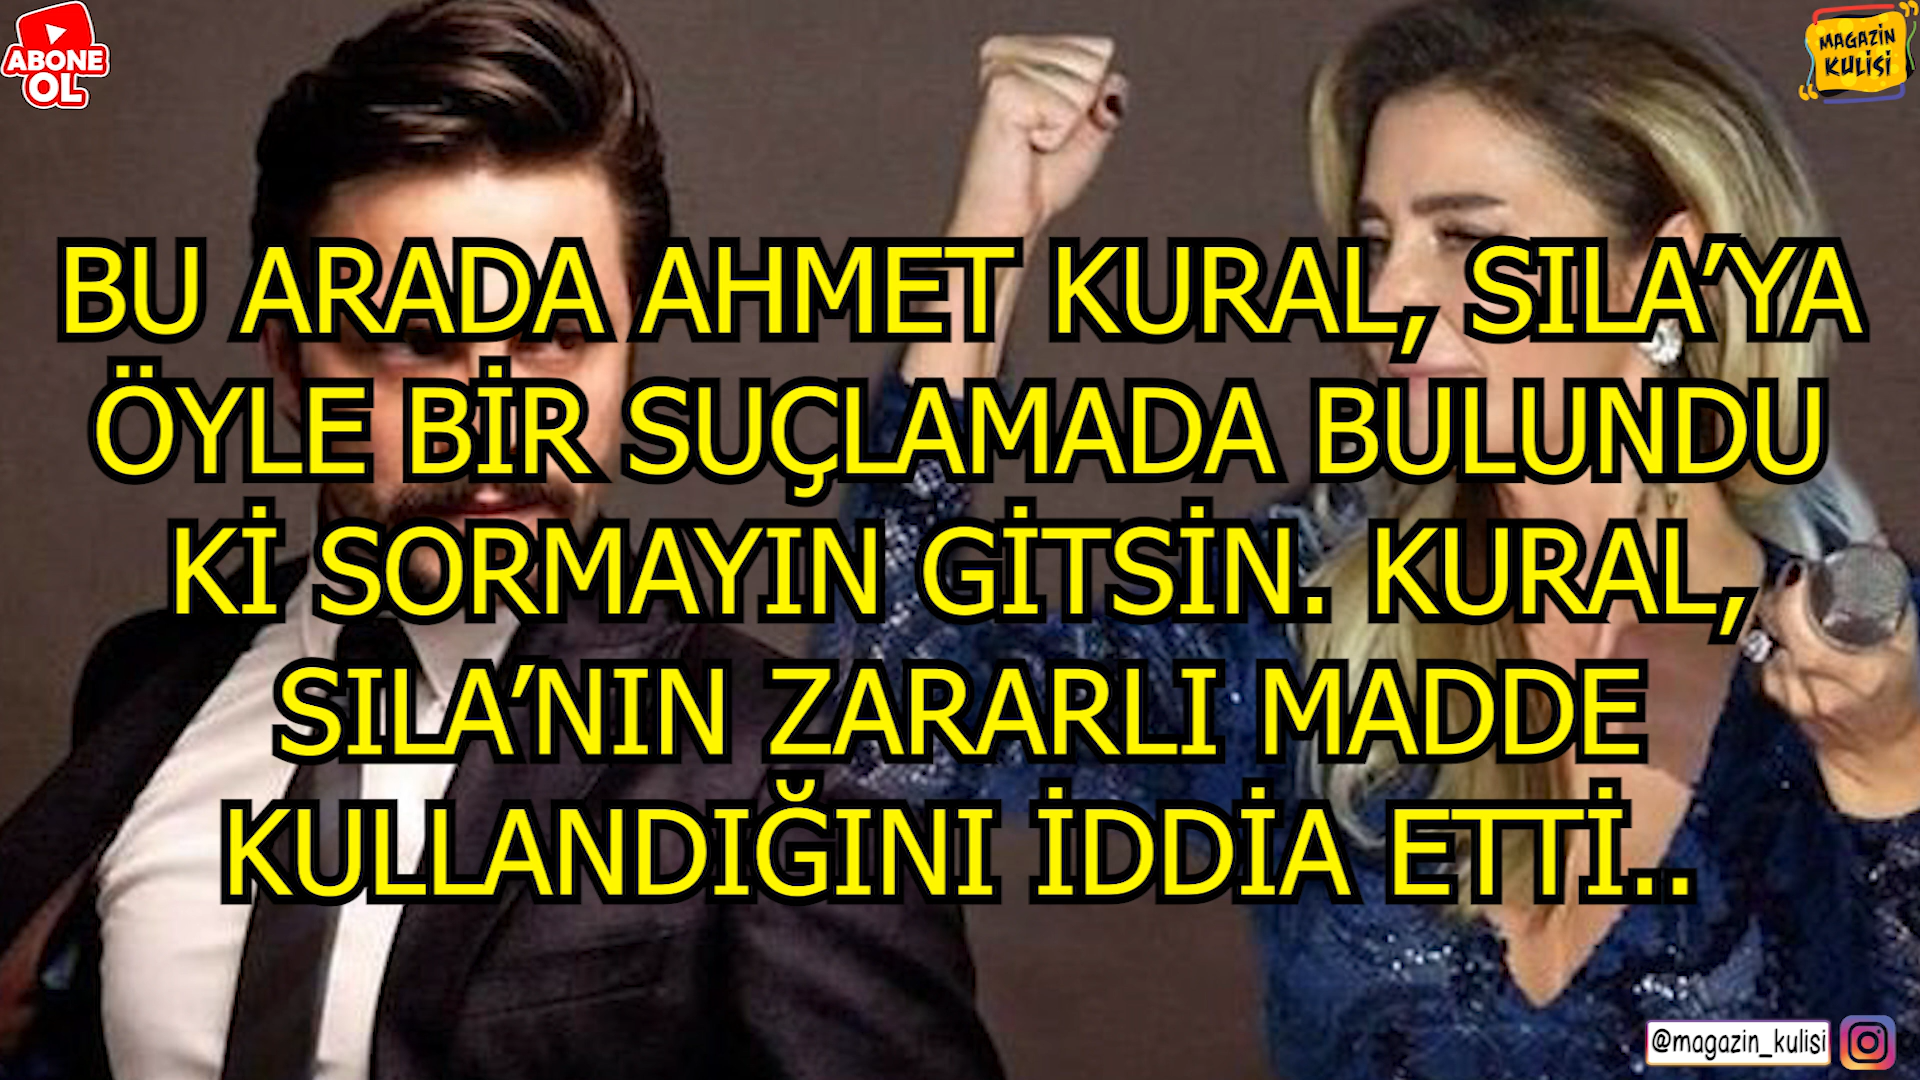 ABONE
OL
MAGAZİN
KULİSİ
BU ARADA AHMET KURAL, SILA’YA
ÖYLE BİR SUÇLAMADA BULUNDU
Kİ SORMAYIN GİTSİN. KURAL,
SILA’NIN ZARARLI MADDE
KULLANDIĞINI İDDİA ETTİ..
@magazin_kulisi